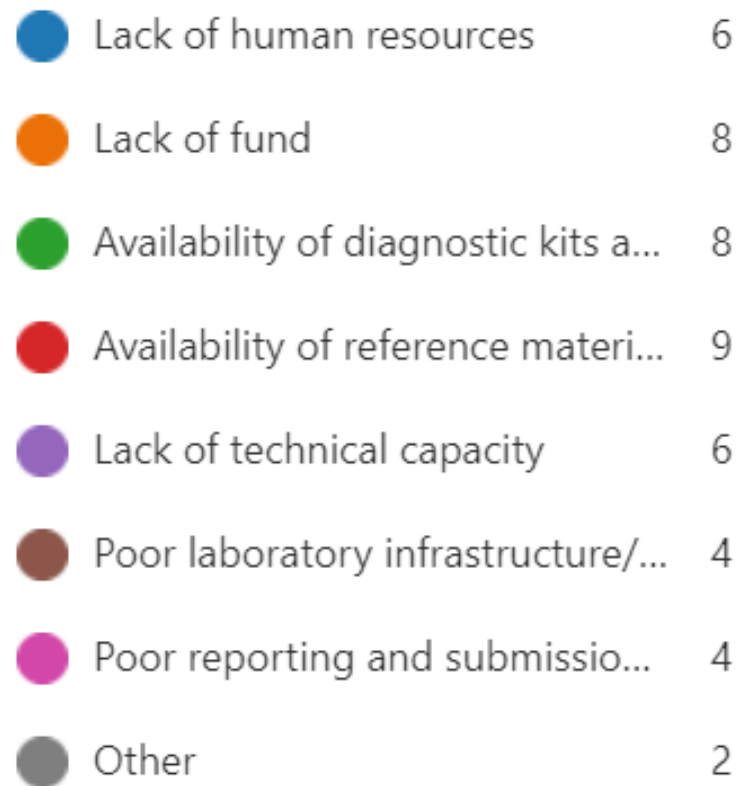 Lack of human resources 6
Lack of fund 8
Availability of diagnostic kits a... 8
Availability of reference materi... 9
Lack of technical capacity 6
Poor laboratory infrastructure/... 4
Poor reporting and submissio... 4
Other 2